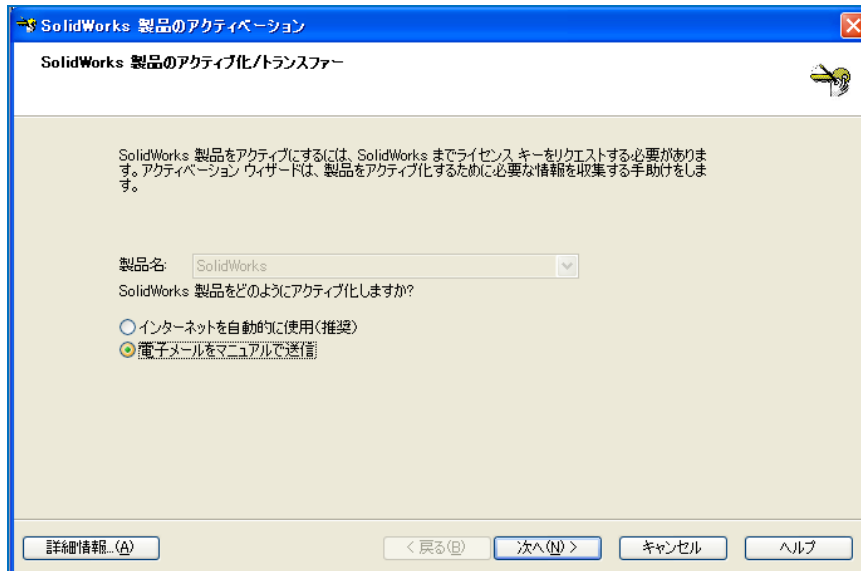 SolidWorks 製品のアクティベーション
SolidWorks 製品のアクティブ化/トランスファー
SolidWorks 製品をアクティブにするには、SolidWorks までライセンス キーをリクエストする必要がありま
す。アクティベーション ウィザードは、製品をアクティブ化するために必要な情報を収集する手助けをしま
す。
製品名: SolidWorks
SolidWorks 製品をどのようにアクティブ化しますか?
インターネットを自動的に使用(推奨)
電子メールをマニュアルで送信
詳細情報...(A) < 戻る(B) 次へ(N) > キャンセル ヘルプ